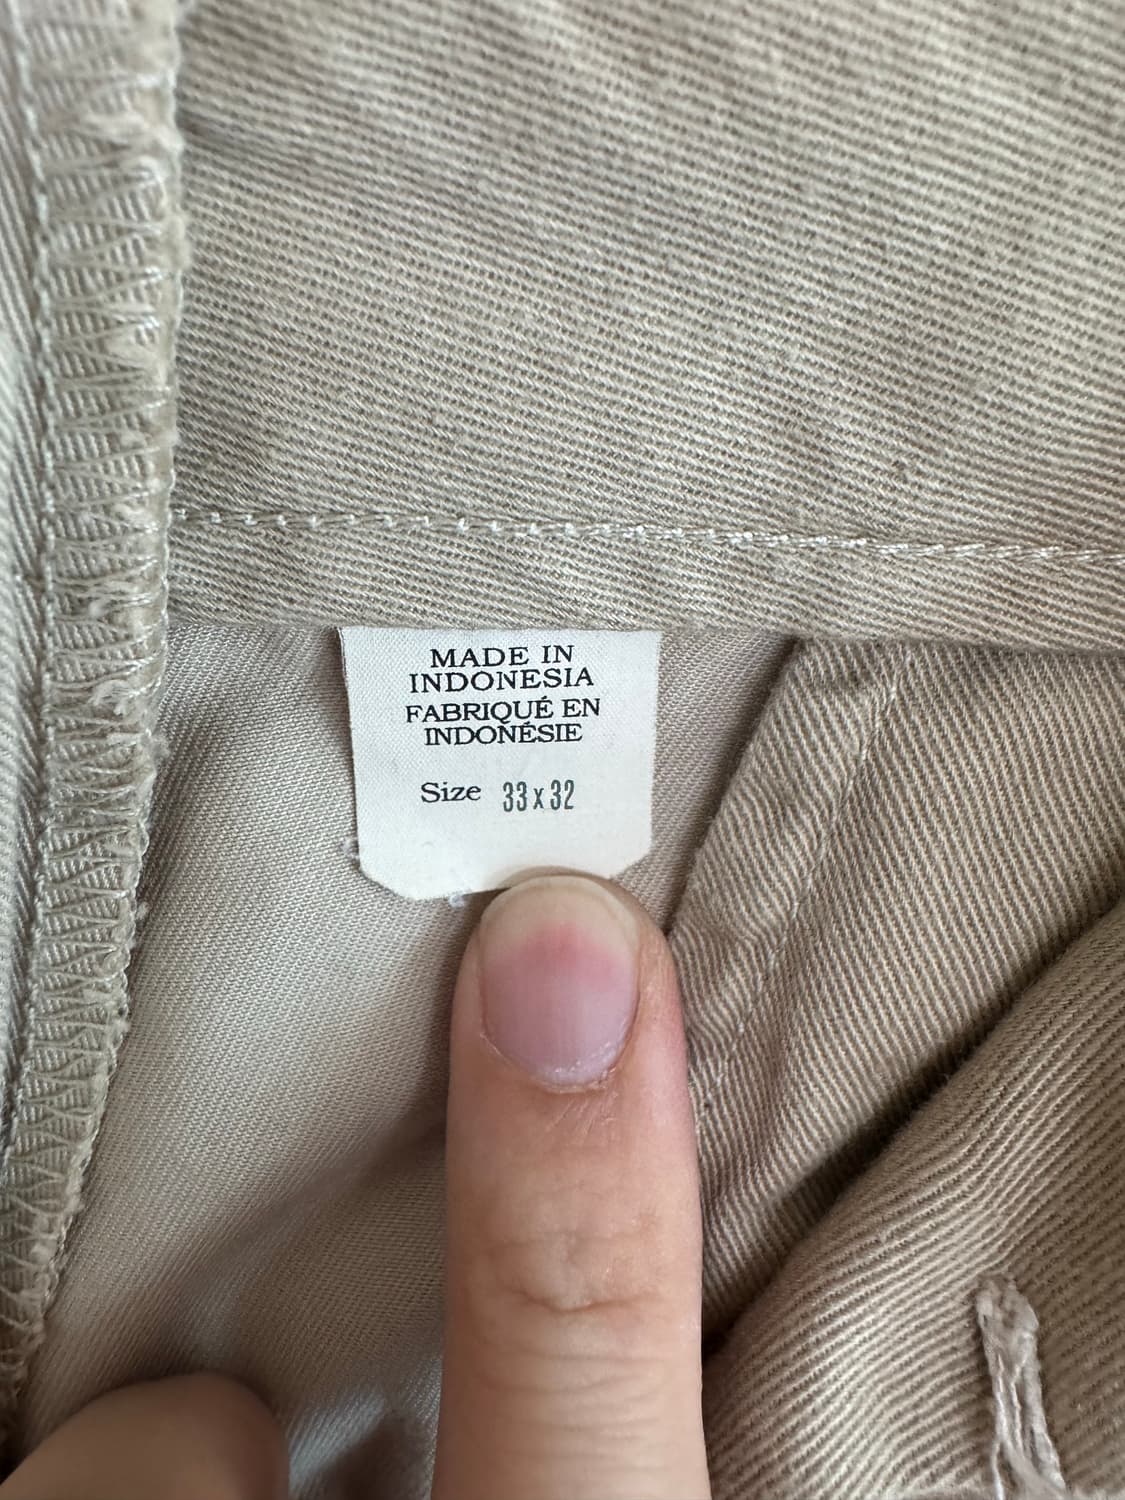 MADE IN
INDONESIA
FABRIQUÉ EN
INDONÉSIE
Size 33 x 32